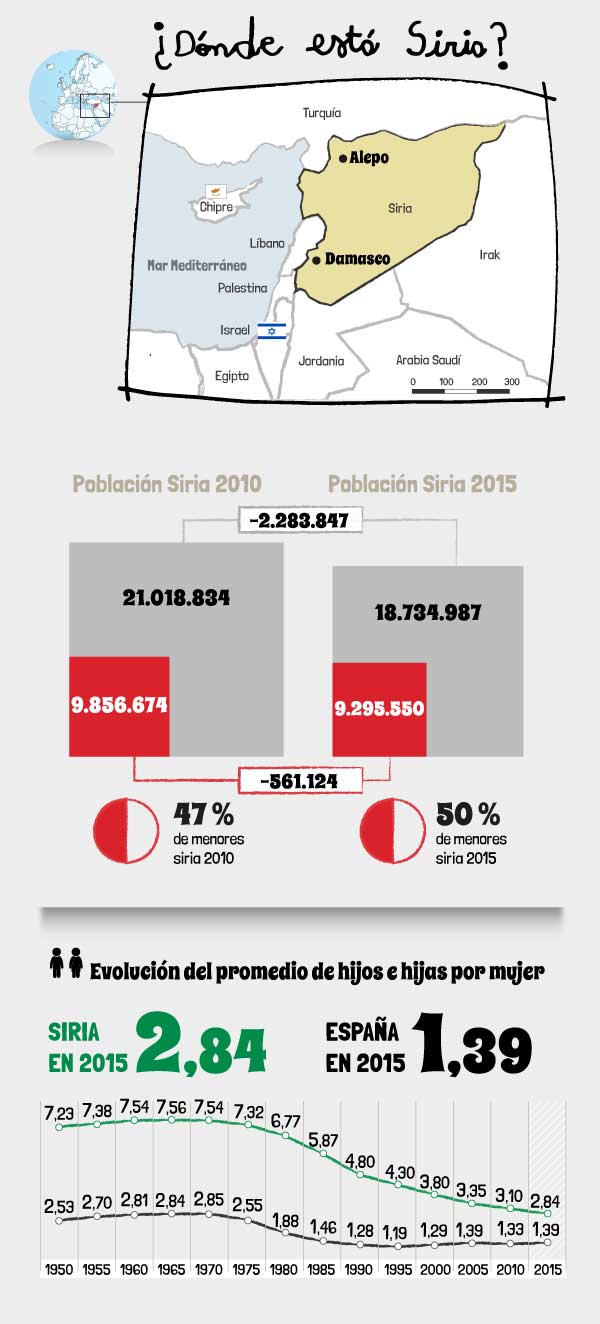 ¿Dónde está Siria?
Turquía
Alepo
Chipre
Siria
Líbano
Irak
Damasco
Mar Mediterráneo
Palestina
Israel
Jordania
Arabia Saudí
Egipto
0 100 200 300
Población Siria 2010 Población Siria 2015
-2.283.847
21.018.834 18.734.987
9.856.674 9.295.550
-561.124
47 % 50 %
de menores de menores
siria 2010 siria 2015
Evolución del promedio de hijos e hijas por mujer
SIRIA EN 2015 2,84
ESPAÑA EN 2015 1,39
7,23 7,38 7,54 7,56 7,54 7,32 6,77 5,87 4,80 4,30 3,80 3,35 3,10 2,84
2,53 2,70 2,81 2,84 2,85 2,55 1,88 1,46 1,28 1,19 1,29 1,39 1,33 1,39
1950 1955 1960 1965 1970 1975 1980 1985 1990 1995 2000 2005 2010 2015